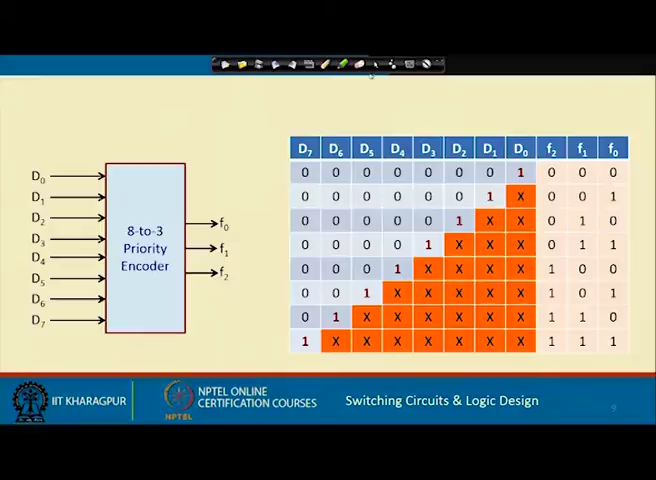 D7 D6 D5 D4 D3 D2 D1 D0 f2 f1 f0
0 0 0 0 0 0 0 1 0 0 0
0 0 0 0 0 0 1 X 0 0 1
0 0 0 0 0 1 X X 0 1 0
0 0 0 0 1 X X X 0 1 1
0 0 0 1 X X X X 1 0 0
0 0 1 X X X X X 1 0 1
0 1 X X X X X X 1 1 0
1 X X X X X X X 1 1 1
D0
D1
D2
D3
D4
D5
D6
D7
8-to-3
Priority
Encoder
f0
f1
f2
IIT KHARAGPUR
NPTEL
NPTEL ONLINE
CERTIFICATION COURSES
Switching Circuits & Logic Design
9